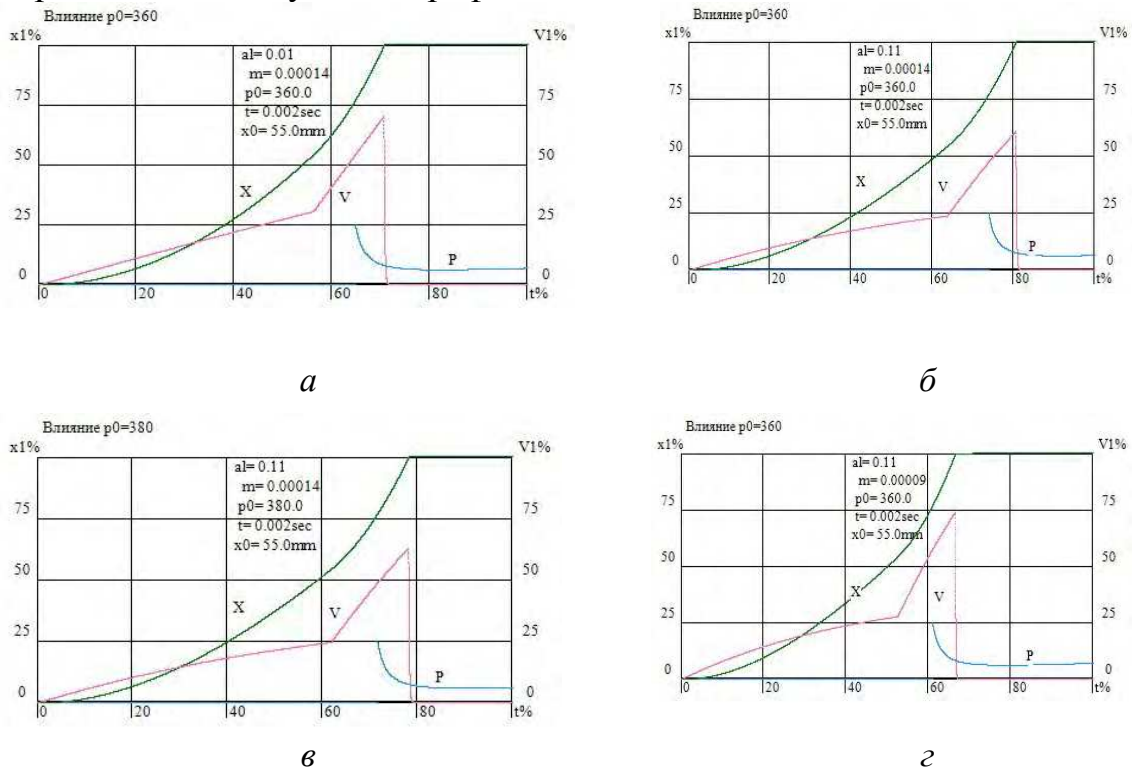 Влияние p0=360
x1%
V1%
al= 0.01
m= 0.00014
p0= 360.0
t= 0.002sec
x0= 55.0mm
75
75
50
50
X
V
25
25
P
0
0
0
20
40
60
80
t%
а
Влияние p0=360
x1%
V1%
al= 0.11
m= 0.00014
p0= 360.0
t= 0.002sec
x0= 55.0mm
75
75
50
50
X
V
25
25
P
0
0
0
20
40
60
80
t%
б
Влияние p0=380
x1%
V1%
al= 0.11
m= 0.00014
p0= 380.0
t= 0.002sec
x0= 55.0mm
75
75
50
50
X
V
25
25
P
0
0
0
20
40
60
80
t%
в
Влияние p0=360
x1%
V1%
al= 0.11
m= 0.00009
p0= 360.0
t= 0.002sec
x0= 55.0mm
75
75
50
50
X
V
25
25
P
0
0
0
20
40
60
80
t%
г